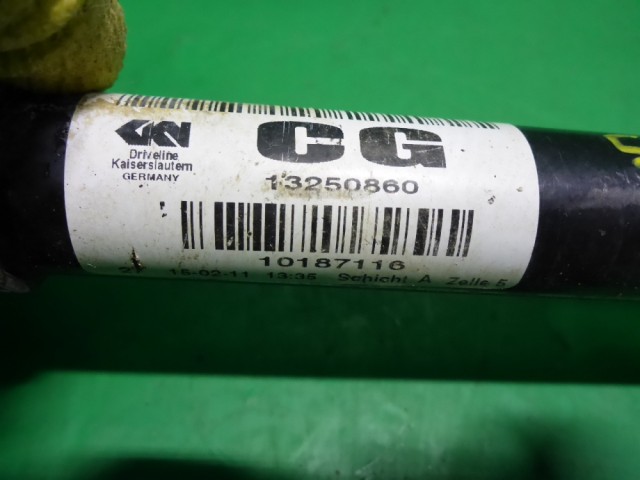 GKN
CG
Driveline
Kaiserslautern
GERMANY
13250860
10187116
15-02-11 13:35 Schicht A Zelle 5